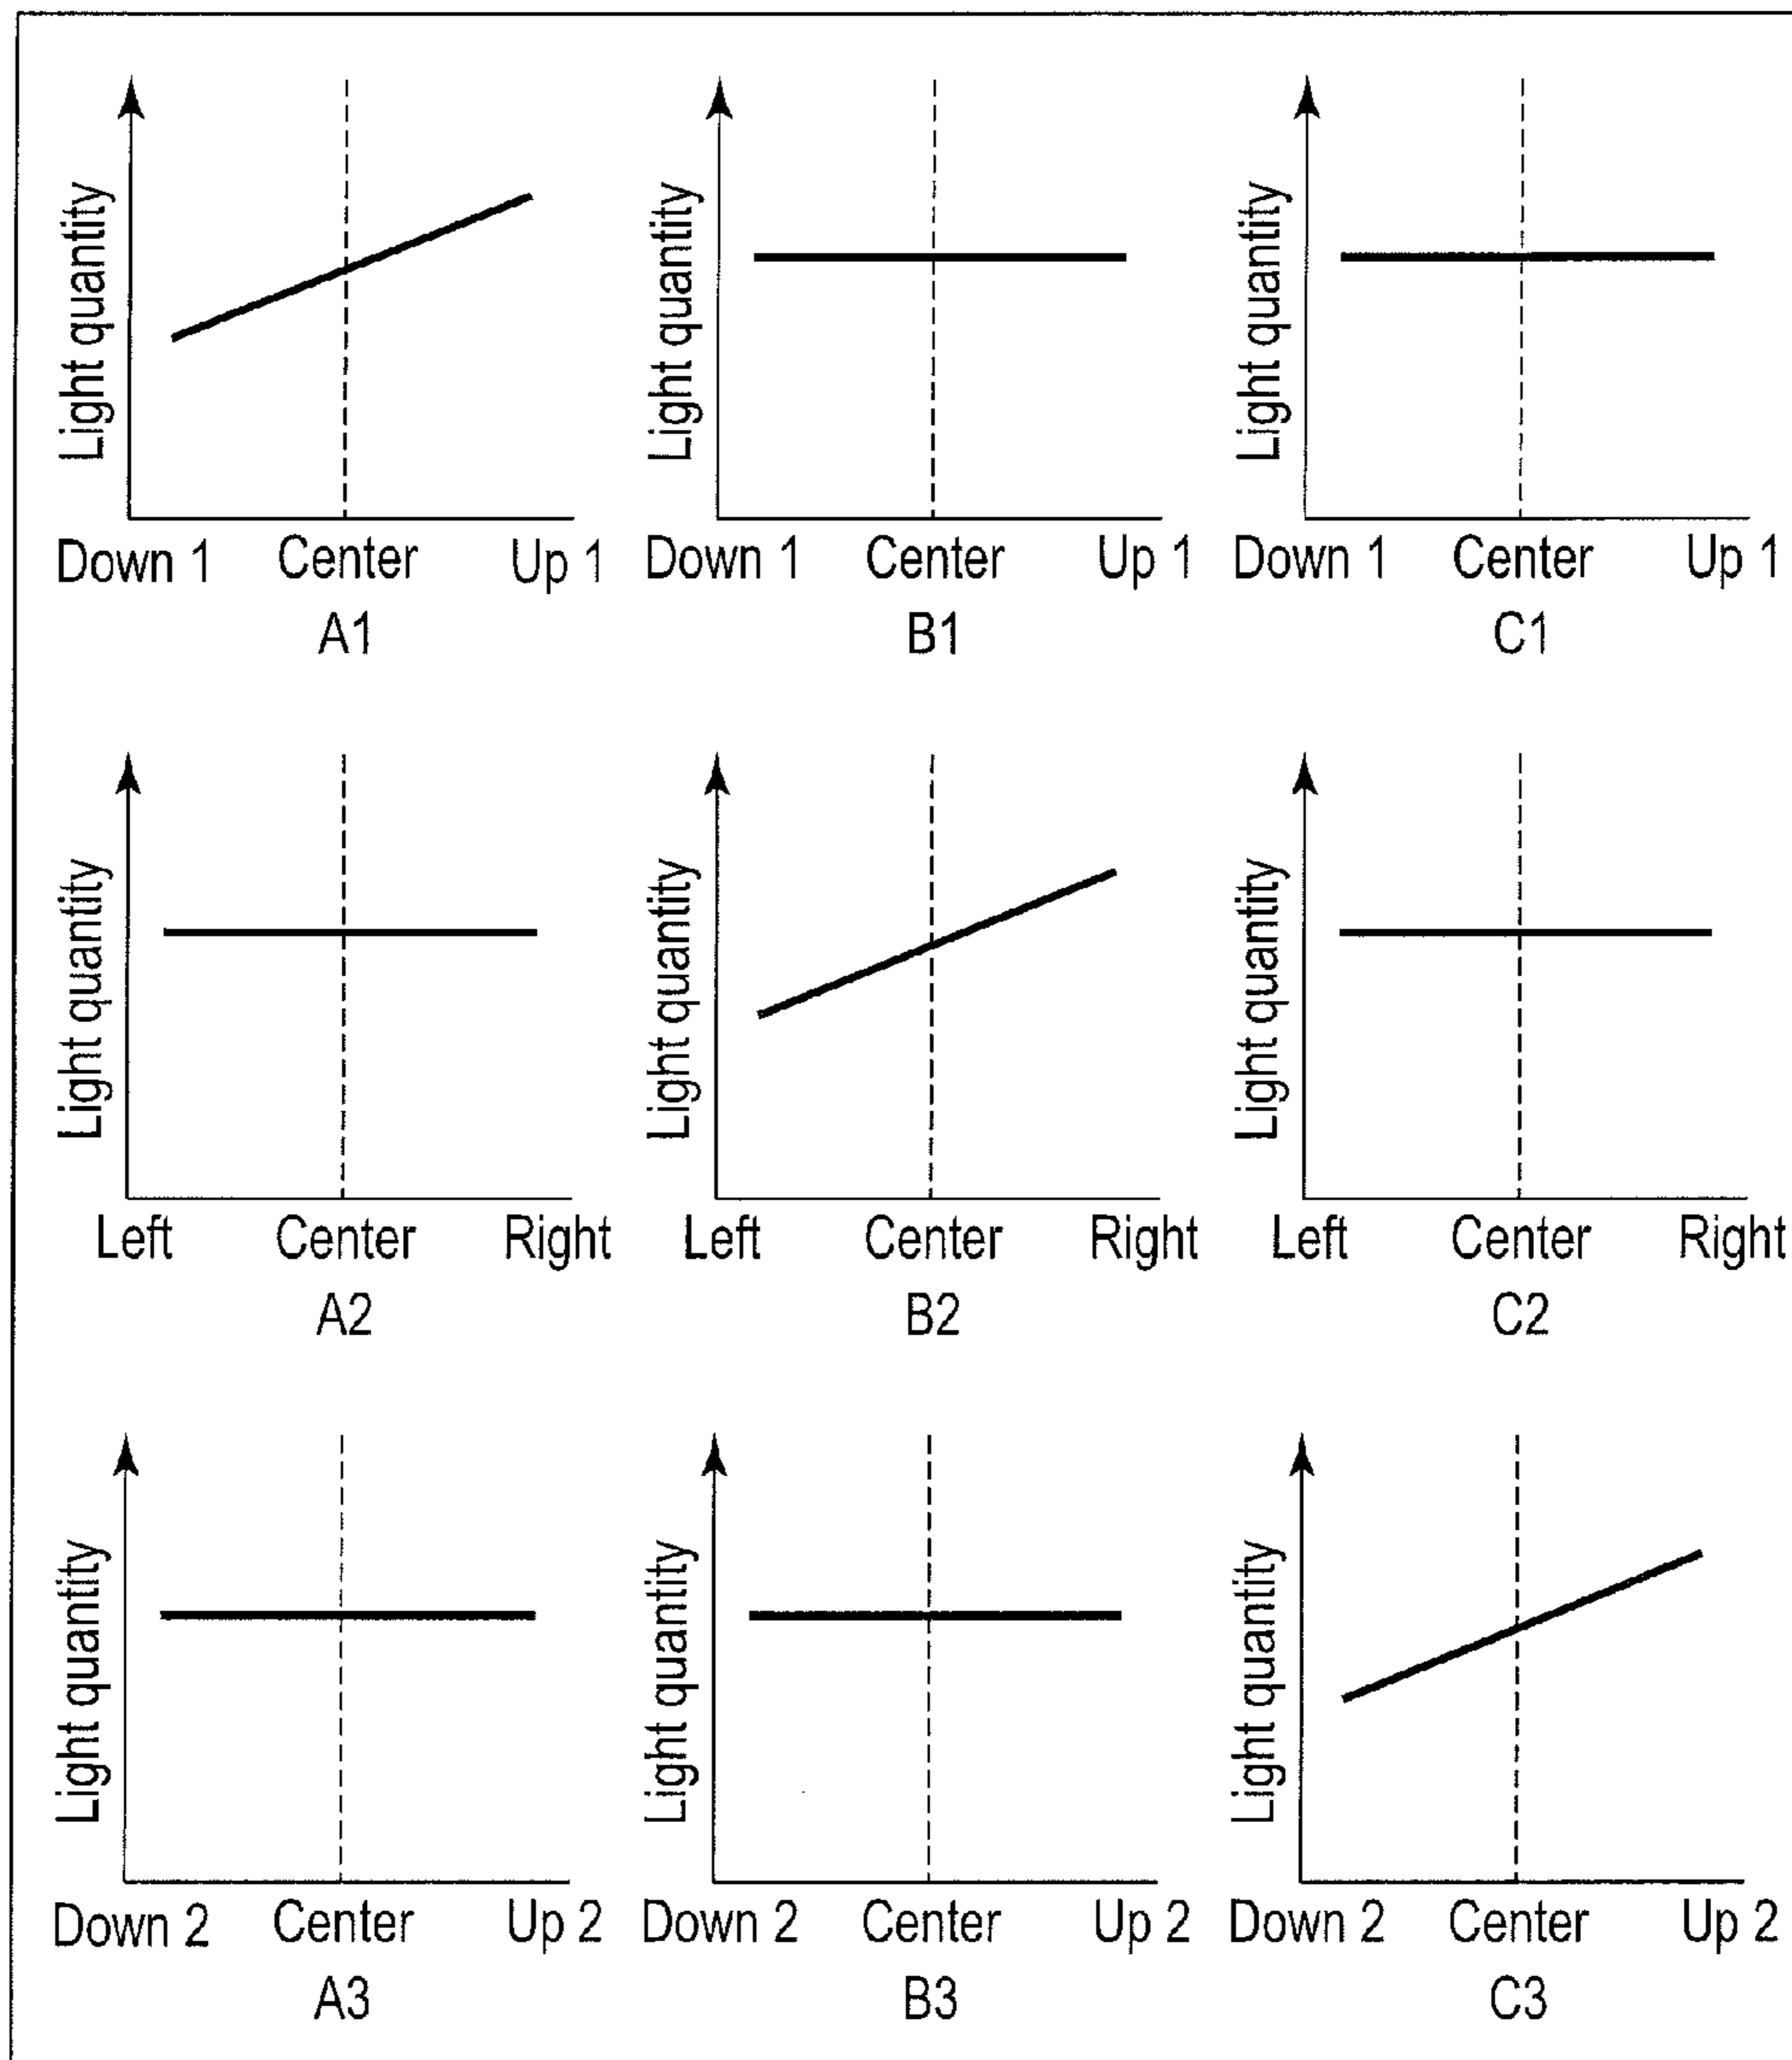 Light quantity Light quantity Light quantity
Down 1 Center Up 1 Down 1 Center Up 1 Down 1 Center Up 1
A1 B1 C1
Light quantity Light quantity Light quantity
Left Center Right Left Center Right Left Center Right
A2 B2 C2
Light quantity Light quantity Light quantity
Down 2 Center Up 2 Down 2 Center Up 2 Down 2 Center Up 2
A3 B3 C3